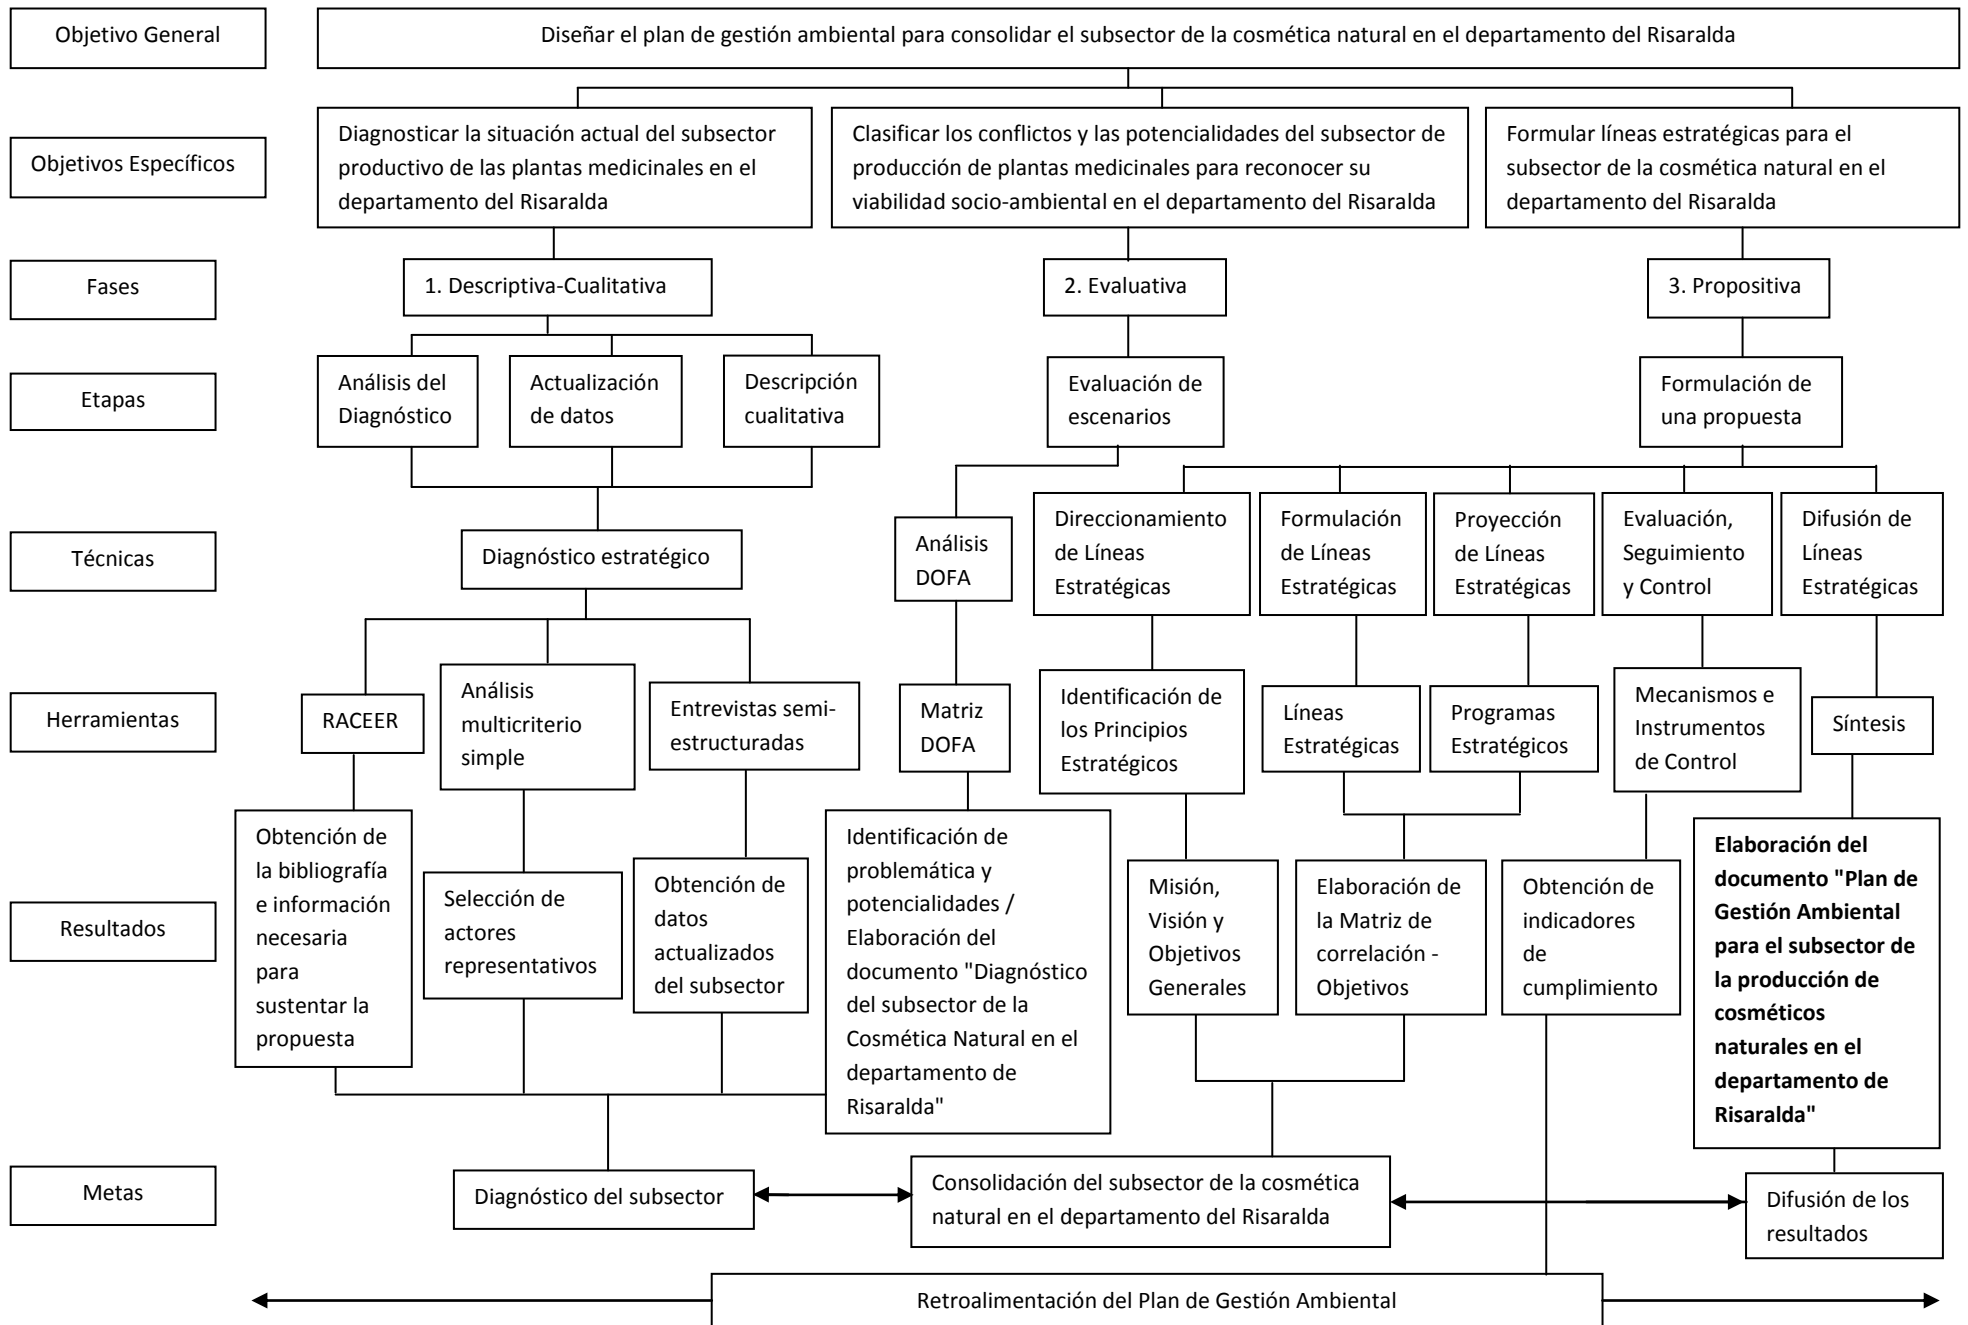 Objetivo General
Diseñar el plan de gestión ambiental para consolidar el subsector de la cosmética natural en el departamento del Risaralda
Objetivos Específicos
Diagnosticar la situación actual del subsector
productivo de las plantas medicinales en el
departamento del Risaralda
Clasificar los conflictos y las potencialidades del subsector de
producción de plantas medicinales para reconocer su
viabilidad socio-ambiental en el departamento del Risaralda
Formular líneas estratégicas para el
subsector de la cosmética natural en el
departamento del Risaralda
Fases
1. Descriptiva-Cualitativa
2. Evaluativa
3. Propositiva
Etapas
Análisis del
Diagnóstico
Actualización
de datos
Descripción
cualitativa
Evaluación de
escenarios
Formulación de
una propuesta
Técnicas
Diagnóstico estratégico
Análisis
DOFA
Direccionamiento
de Líneas
Estratégicas
Formulación
de Líneas
Estratégicas
Proyección
de Líneas
Estratégicas
Evaluación,
Seguimiento
y Control
Difusión de
Líneas
Estratégicas
Herramientas
RACEER
Análisis
multicriterio
simple
Entrevistas semi-
estructuradas
Matriz
DOFA
Identificación de
los Principios
Estratégicos
Líneas
Estratégicas
Programas
Estratégicos
Mecanismos e
Instrumentos
de Control
Síntesis
Resultados
Obtención de
la bibliografía
e información
necesaria
para
sustentar la
propuesta
Selección de
actores
representativos
Obtención de
datos
actualizados
del subsector
Identificación de
problemática y
potencialidades /
Elaboración del
documento "Diagnóstico
del subsector de la
Cosmética Natural en el
departamento de
Risaralda"
Misión,
Visión y
Objetivos
Generales
Elaboración de
la Matriz de
correlación -
Objetivos
Obtención de
indicadores
de
cumplimiento
Elaboración del
documento "Plan de
Gestión Ambiental
para el subsector de
la producción de
cosméticos
naturales en el
departamento de
Risaralda"
Metas
Diagnóstico del subsector
Consolidación del subsector de la cosmética
natural en el departamento del Risaralda
Difusión de los
resultados
Retroalimentación del Plan de Gestión Ambiental